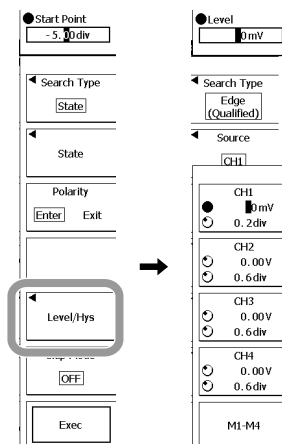 Start Point
-5.00div
Search Type
State
State
Polarity
Enter Exit
Level/Hys
OFF
Exec
Level
0mV
Search Type
Edge
(Qualified)
Source
CH1
CH1
0mV
0.2div
CH2
0.00V
0.6div
CH3
0.00V
0.6div
CH4
0.00V
0.6div
M1-M4